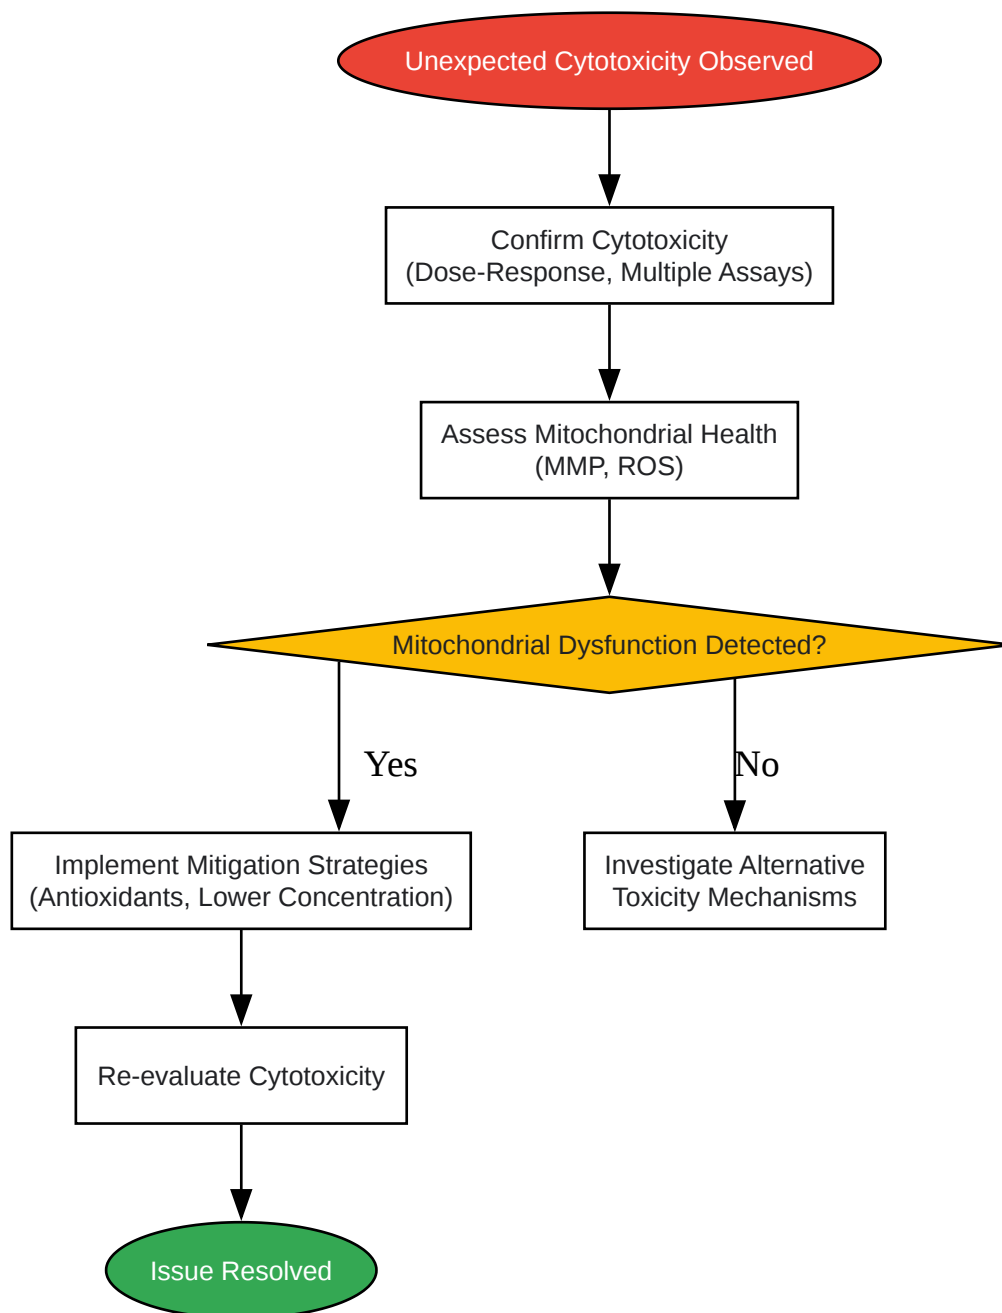 Unexpected Cytotoxicity Observed
Confirm Cytotoxicity
(Dose-Response, Multiple Assays)
Assess Mitochondrial Health
(MMP, ROS)
Mitochondrial Dysfunction Detected?
Yes
No
Implement Mitigation Strategies
(Antioxidants, Lower Concentration)
Investigate Alternative
Toxicity Mechanisms
Re-evaluate Cytotoxicity
Issue Resolved